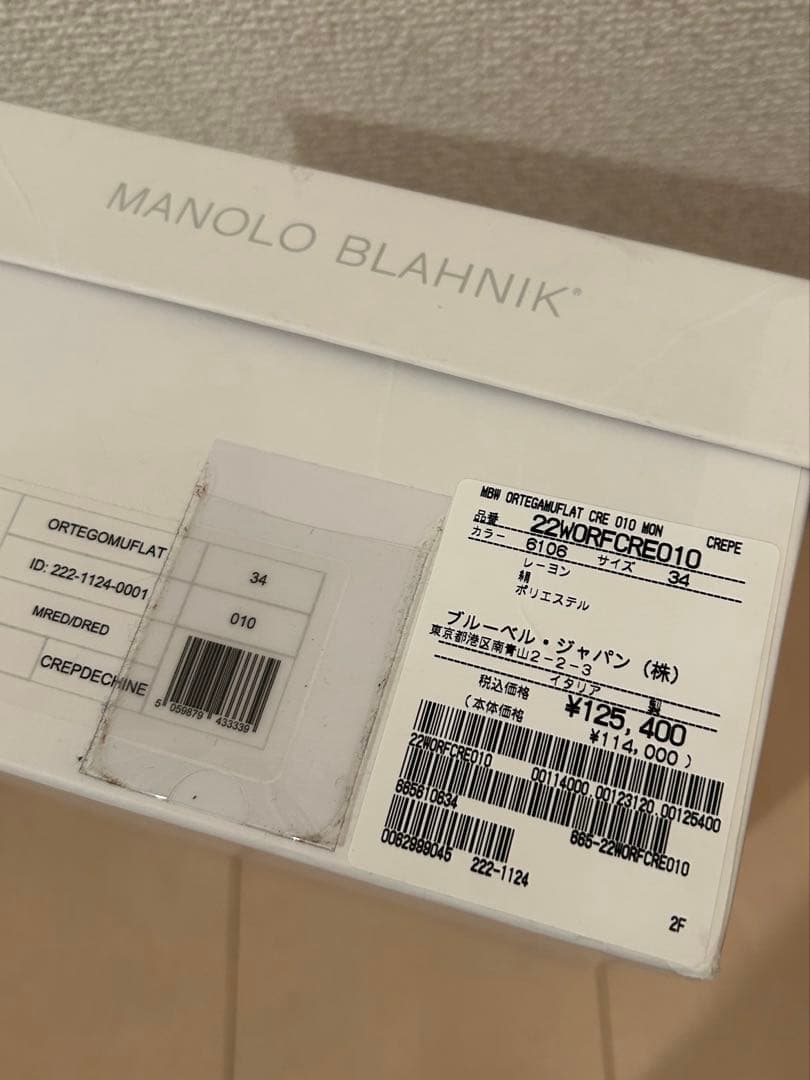 MANOLO BLAHNIK®
ORTEGOMUFLAT 34
ID: 222-1124-0001 010
MRED/DRED
CREPDECHINE
5 059879 433339
MBW ORTEGAMUFLAT CRE 010 MON CREPE
品番 22WORFCRE010
カラー 6106 サイズ 34
レーヨン
絹
ポリエステル
ブルーベル・ジャパン(株)
東京都港区南青山2-2-3
イタリア 製
税込価格 ¥125,400
(本体価格 ¥114,000)
22WORFCRE010 00114000.00123120.00125400
665610634 665-22WORFCRE010
0082999045 222-1124
2F